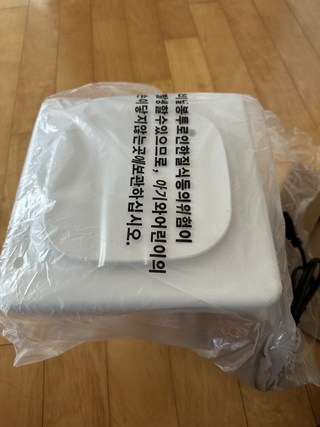 비닐봉투로인한질식등의위험이
발생할수있으므로, 아기와어린이의
손이닿지않는곳에보관하십시오.